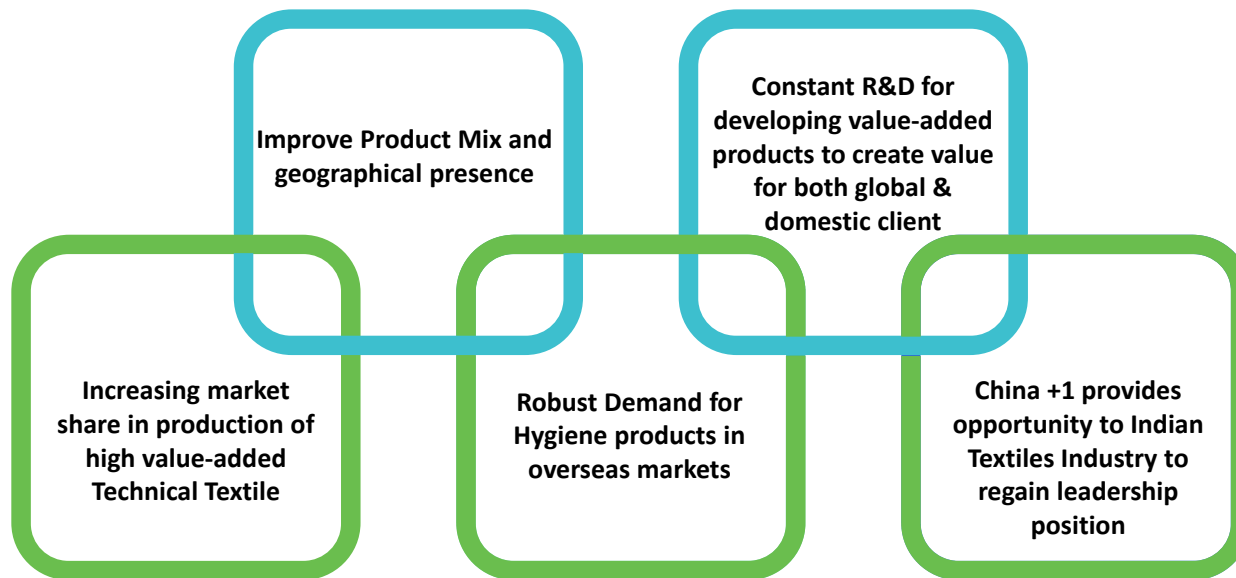 Improve Product Mix and
geographical presence
Constant R&D for
developing value-added
products to create value
for both global &
domestic client
Increasing market
share in production of
high value-added
Technical Textile
Robust Demand for
Hygiene products in
overseas markets
China +1 provides
opportunity to Indian
Textiles Industry to
regain leadership
position